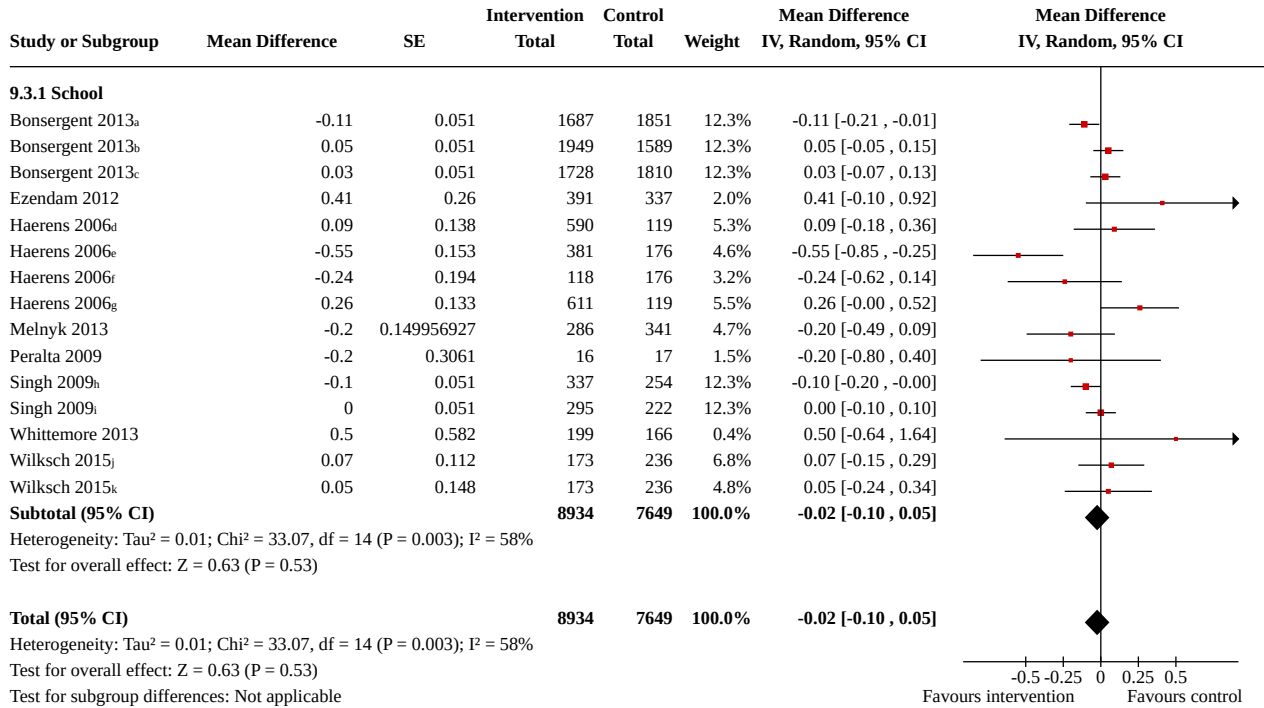 Intervention Control Mean Difference Mean Difference
Study or Subgroup Mean Difference SE Total Total Weight IV, Random, 95% CI IV, Random, 95% CI
9.3.1 School
Bonsergent 2013a -0.11 0.051 1687 1851 12.3% -0.11 [-0.21 , -0.01]
Bonsergent 2013b 0.05 0.051 1949 1589 12.3% 0.05 [-0.05 , 0.15]
Bonsergent 2013c 0.03 0.051 1728 1810 12.3% 0.03 [-0.07 , 0.13]
Ezendam 2012 0.41 0.26 391 337 2.0% 0.41 [-0.10 , 0.92]
Haerens 2006d 0.09 0.138 590 119 5.3% 0.09 [-0.18 , 0.36]
Haerens 2006e -0.55 0.153 381 176 4.6% -0.55 [-0.85 , -0.25]
Haerens 2006f -0.24 0.194 118 176 3.2% -0.24 [-0.62 , 0.14]
Haerens 2006g 0.26 0.133 611 119 5.5% 0.26 [-0.00 , 0.52]
Melnyk 2013 -0.2 0.149956927 286 341 4.7% -0.20 [-0.49 , 0.09]
Peralta 2009 -0.2 0.3061 16 17 1.5% -0.20 [-0.80 , 0.40]
Singh 2009h -0.1 0.051 337 254 12.3% -0.10 [-0.20 , -0.00]
Singh 2009i 0 0.051 295 222 12.3% 0.00 [-0.10 , 0.10]
Whittemore 2013 0.5 0.582 199 166 0.4% 0.50 [-0.64 , 1.64]
Wilksch 2015j 0.07 0.112 173 236 6.8% 0.07 [-0.15 , 0.29]
Wilksch 2015k 0.05 0.148 173 236 4.8% 0.05 [-0.24 , 0.34]
Subtotal (95% CI) 8934 7649 100.0% -0.02 [-0.10 , 0.05]
Heterogeneity: Tau² = 0.01; Chi² = 33.07, df = 14 (P = 0.003); I² = 58%
Test for overall effect: Z = 0.63 (P = 0.53)
Total (95% CI) 8934 7649 100.0% -0.02 [-0.10 , 0.05]
Heterogeneity: Tau² = 0.01; Chi² = 33.07, df = 14 (P = 0.003); I² = 58%
Test for overall effect: Z = 0.63 (P = 0.53) -0.5 -0.25 0 0.25 0.5
Test for subgroup differences: Not applicable Favours intervention Favours control